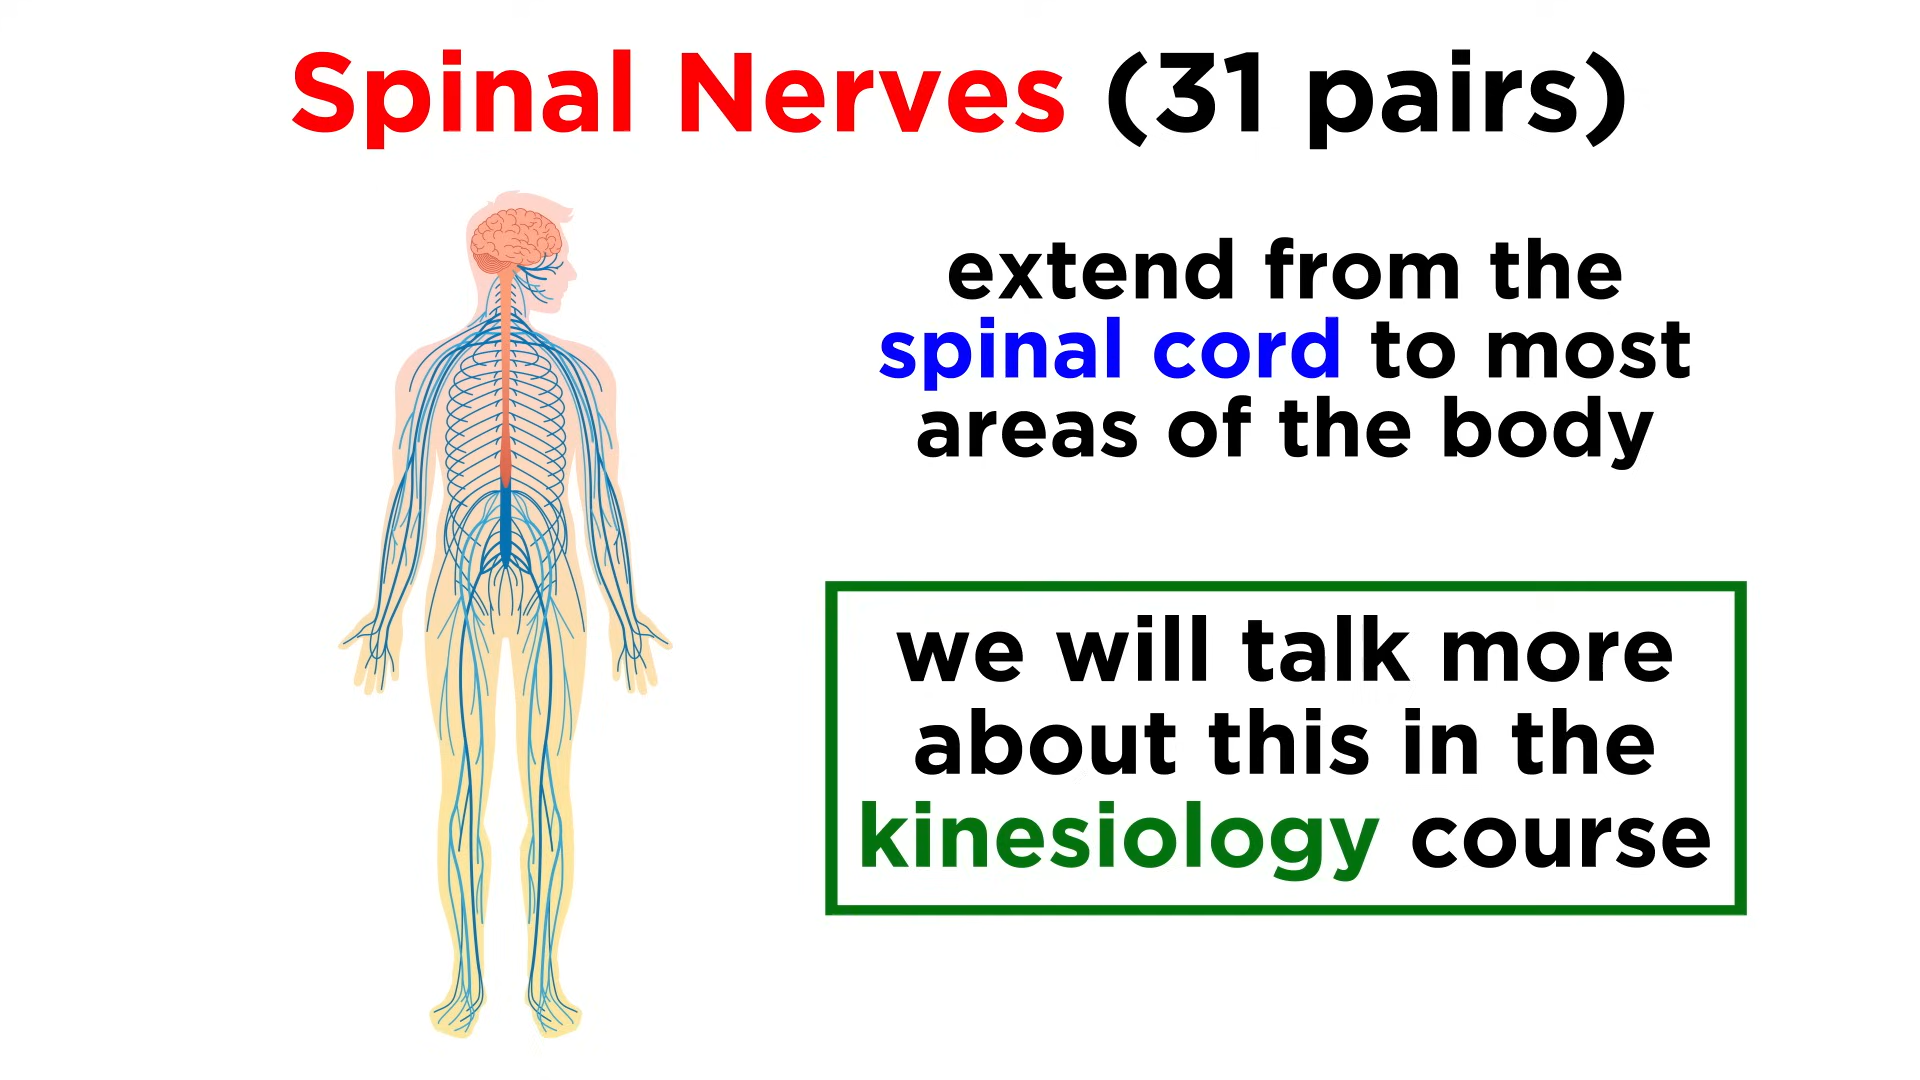 Spinal Nerves (31 pairs)
extend from the
spinal cord to most
areas of the body
we will talk more
about this in the
kinesiology course